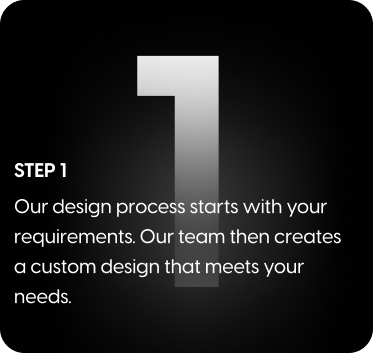 1
STEP 1
Our design process starts with your
requirements. Our team then creates
a custom design that meets your
needs.